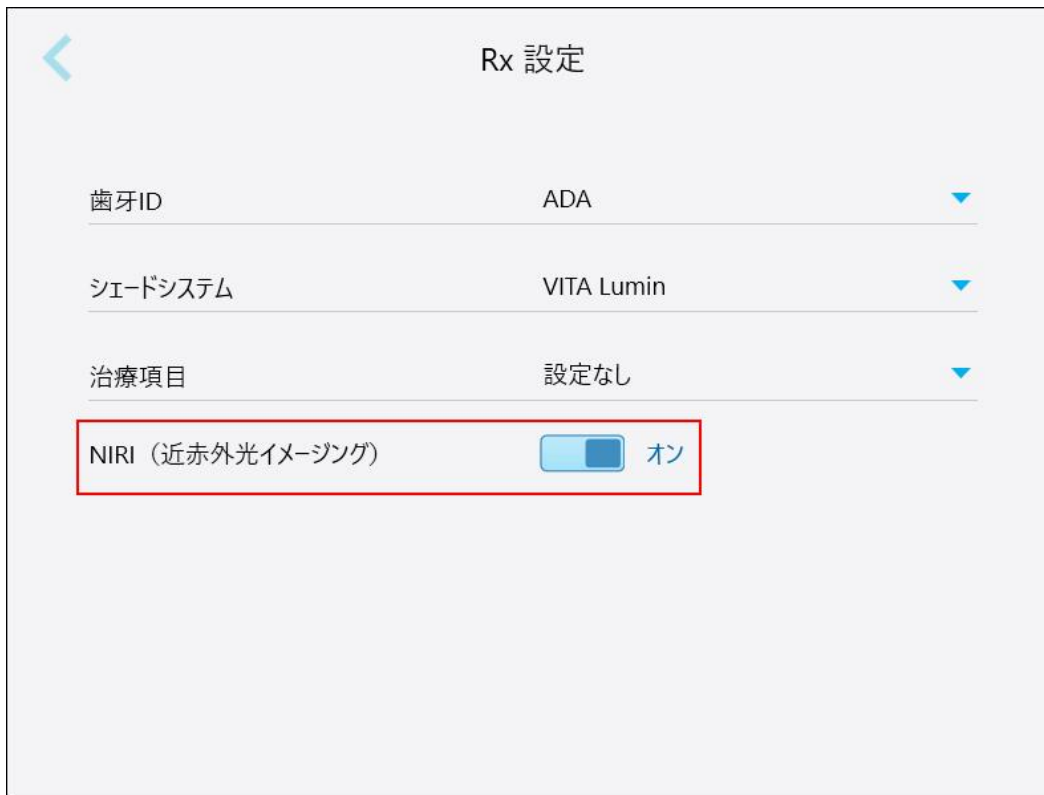 Rx 設定
歯牙ID ADA
シェードシステム VITA Lumin
治療項目 設定なし
NIRI（近赤外光イメージング） オン